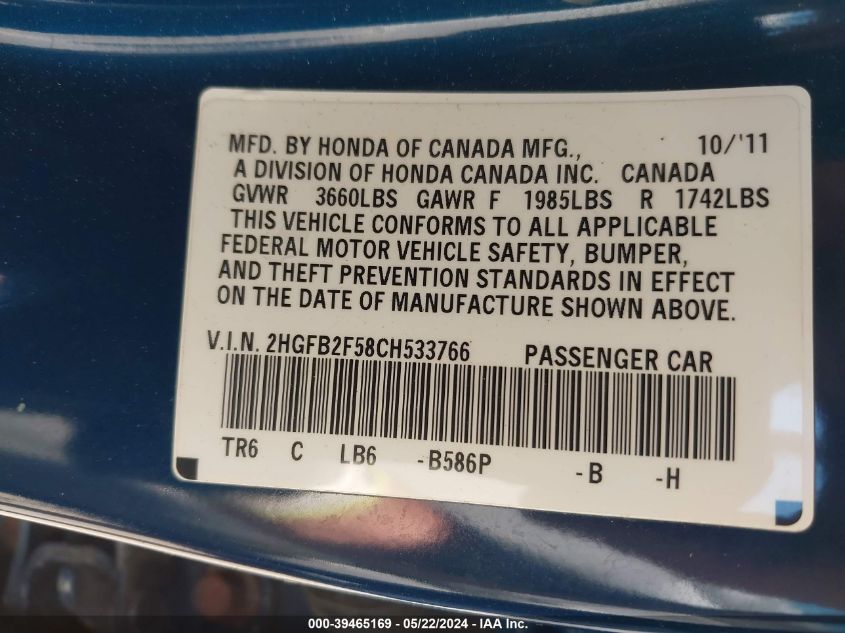 MFD. BY HONDA OF CANADA MFG., 10/'11
A DIVISION OF HONDA CANADA INC. CANADA
GVWR 3660LBS GAWR F 1985LBS R 1742LBS
THIS VEHICLE CONFORMS TO ALL APPLICABLE
FEDERAL MOTOR VEHICLE SAFETY, BUMPER,
AND THEFT PREVENTION STANDARDS IN EFFECT
ON THE DATE OF MANUFACTURE SHOWN ABOVE.
V.I.N. 2HGFB2F58CH533766 PASSENGER CAR
TR6 C LB6 -B586P -B -H
000-39465169 - 05/22/2024 - IAA Inc.